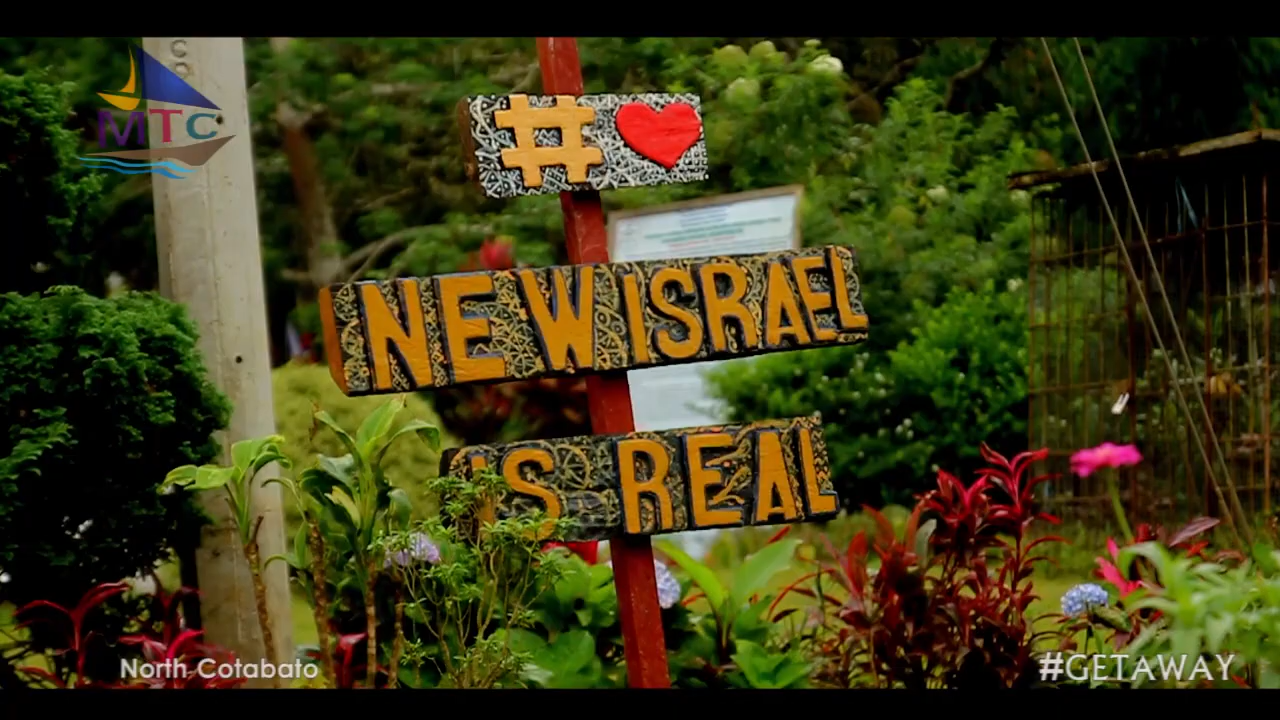 MTC
#
NEW ISRAEL
IS REAL
North Cotabato
#GETAWAY